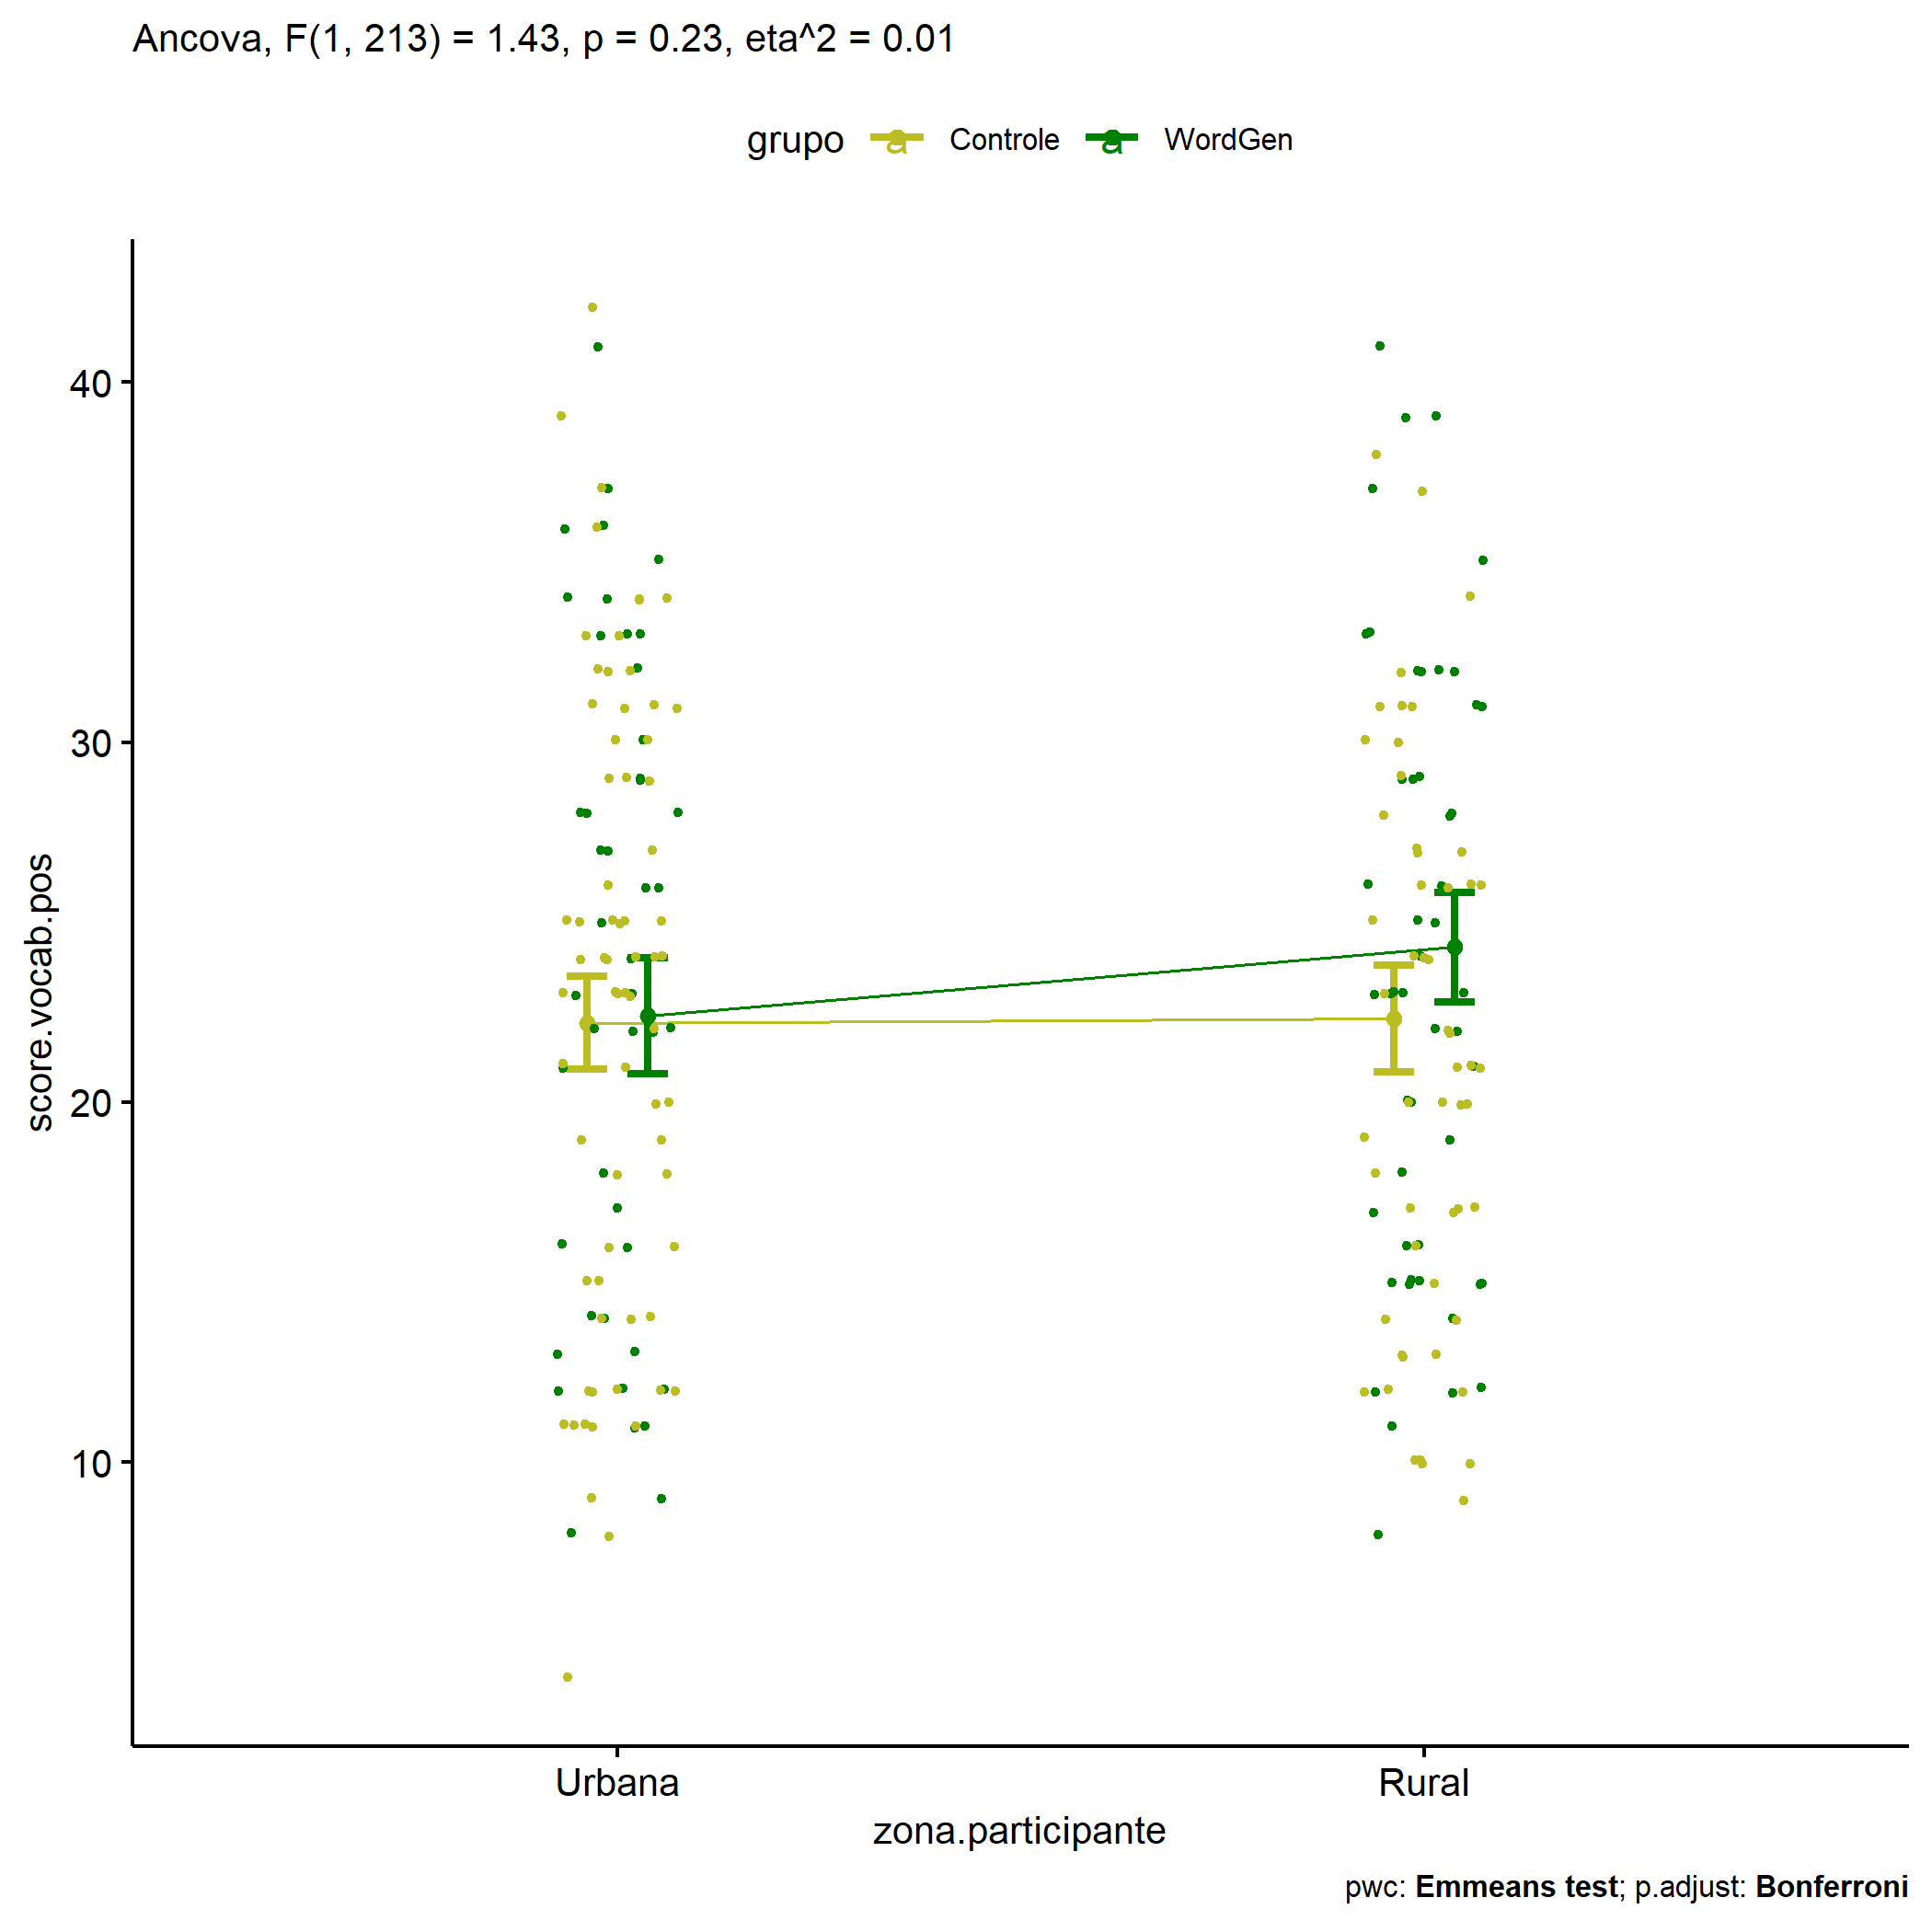 Ancova, F(1, 213) = 1.43, p = 0.23, eta^2 = 0.01
grupo a Controle a WordGen
score.vocab.pos
40
30
20
10
Urbana Rural
zona.participante
pwc: Emmeans test; p.adjust: Bonferroni